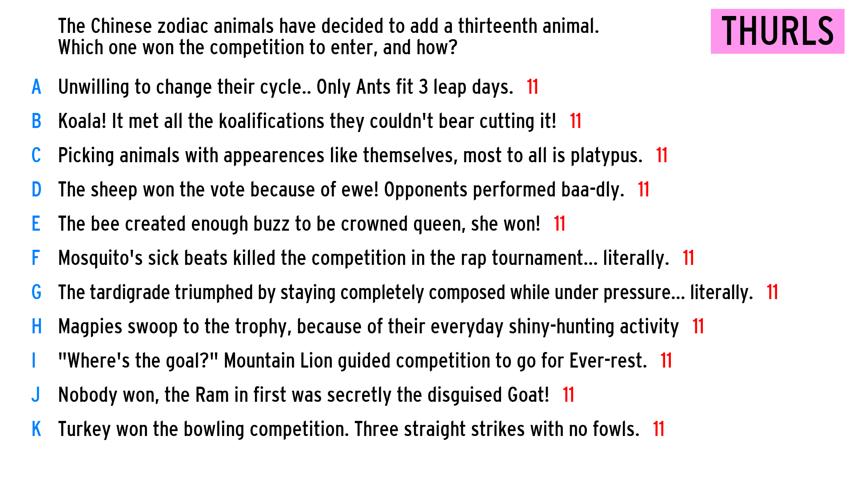 The Chinese zodiac animals have decided to add a thirteenth animal.
Which one won the competition to enter, and how?
THURLS
A Unwilling to change their cycle.. Only Ants fit 3 leap days. 11
B Koala! It met all the koalifications they couldn't bear cutting it! 11
C Picking animals with appearences like themselves, most to all is platypus. 11
D The sheep won the vote because of ewe! Opponents performed baa-dly. 11
E The bee created enough buzz to be crowned queen, she won! 11
F Mosquito's sick beats killed the competition in the rap tournament... literally. 11
G The tardigrade triumphed by staying completely composed while under pressure... literally. 11
H Magpies swoop to the trophy, because of their everyday shiny-hunting activity 11
I "Where's the goal?" Mountain Lion guided competition to go for Ever-rest. 11
J Nobody won, the Ram in first was secretly the disguised Goat! 11
K Turkey won the bowling competition. Three straight strikes with no fowls. 11